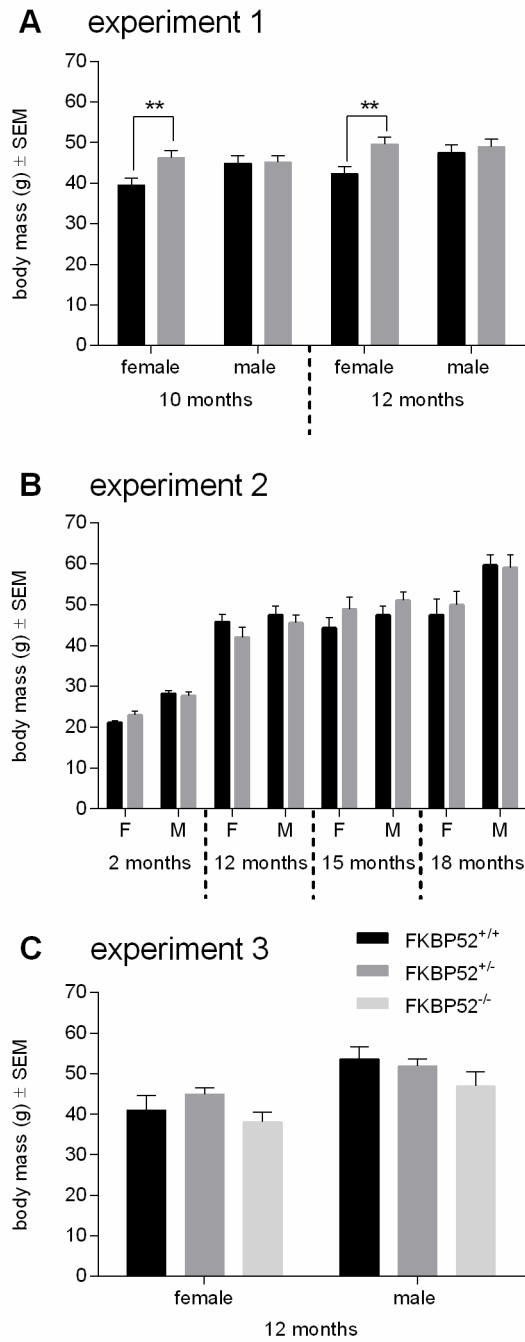 A experiment 1
body mass (g) ± SEM
70
60
50
40
30
20
10
0
** **
female male female male
10 months 12 months
B experiment 2
body mass (g) ± SEM
70
60
50
40
30
20
10
0
F M F M F M F M
2 months 12 months 15 months 18 months
C experiment 3
FKBP52+/+
FKBP52+/-
FKBP52-/-
body mass (g) ± SEM
70
60
50
40
30
20
10
0
female male
12 months